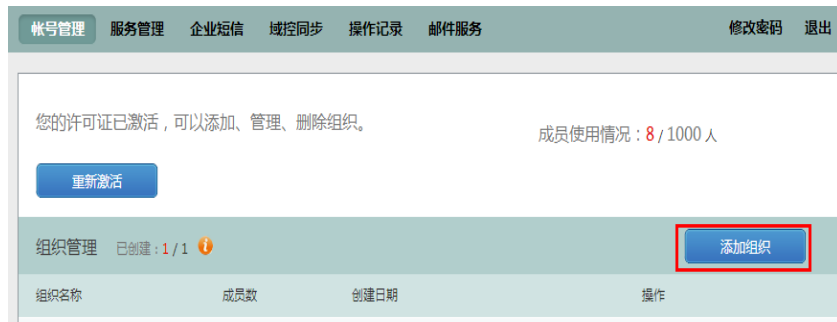 帐号管理 服务管理 企业短信 域控同步 操作记录 邮件服务 修改密码 退出
您的许可证已激活，可以添加、管理、删除组织。
成员使用情况：8 / 1000 人
重新激活
组织管理 已创建：1 / 1 添加组织
组织名称 成员数 创建日期 操作